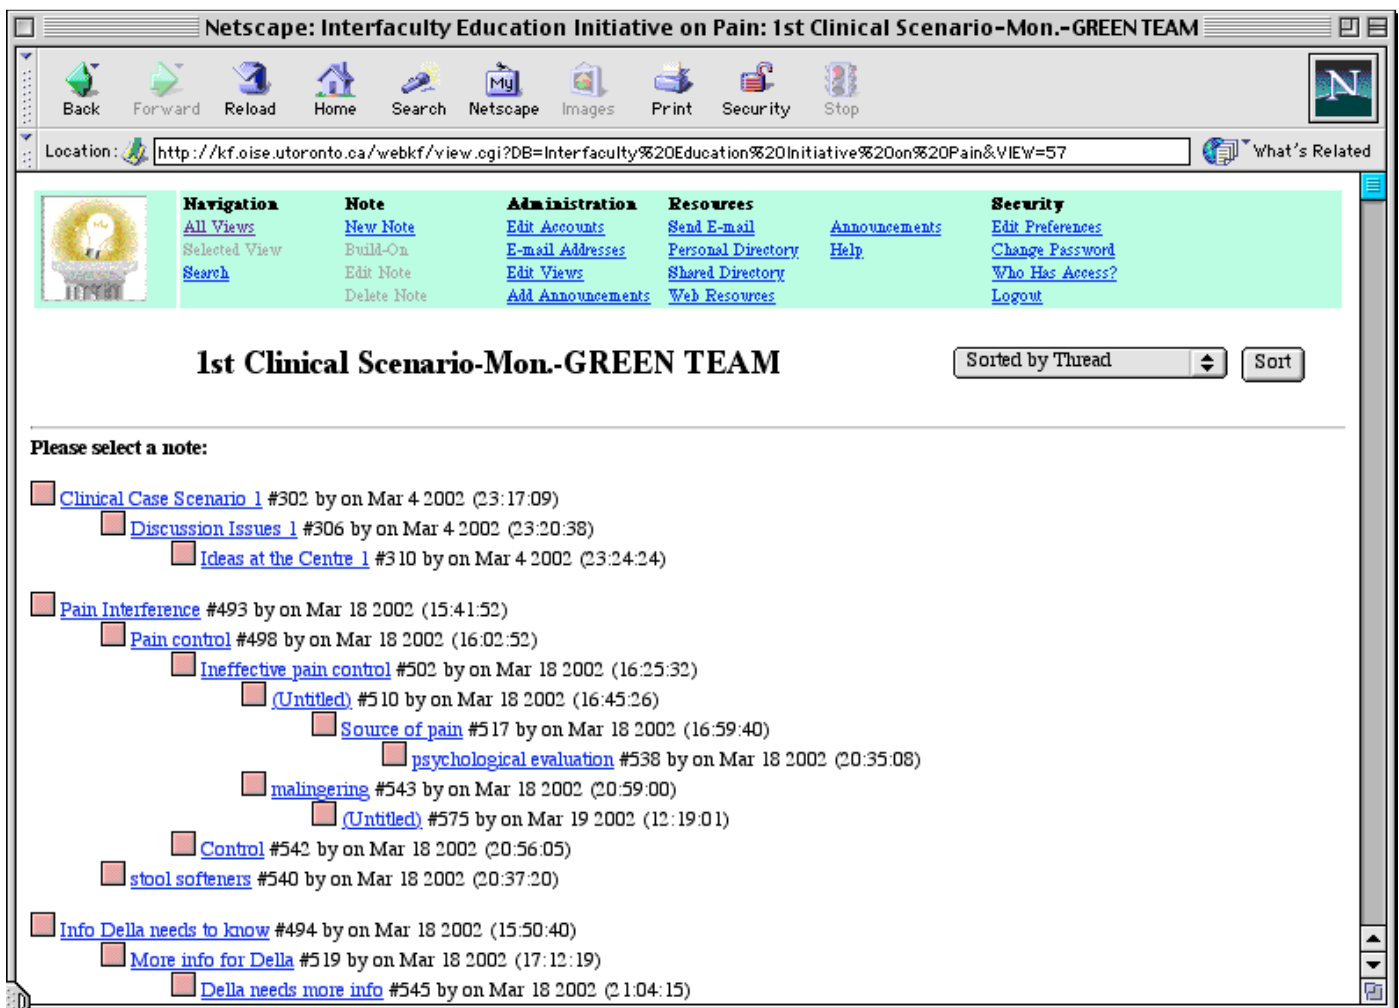 Netscape: Interfaculty Education Initiative on Pain: 1st Clinical Scenario-Mon.-GREEN TEAM
Back Forward Reload Home Search Netscape Images Print Security Stop
My
N
Location: http://kf.oise.utoronto.ca/webkf/view.cgi?DB=Interfaculty%20Education%20Initiative%20on%20Pain&VIEW=57 What's Related
Navigation Note Administration Resources Security
All Views New Note Edit Accounts Send E-mail Announcements Edit Preferences
Selected View Build-On E-mail Addresses Personal Directory Help Change Password
Search Edit Note Edit Views Shared Directory Who Has Access?
Delete Note Add Announcements Web Resources Logout
1st Clinical Scenario-Mon.-GREEN TEAM Sorted by Thread Sort
Please select a note:
Clinical Case Scenario 1 #302 by on Mar 4 2002 (23:17:09)
Discussion Issues 1 #306 by on Mar 4 2002 (23:20:38)
Ideas at the Centre 1 #310 by on Mar 4 2002 (23:24:24)
Pain Interference #493 by on Mar 18 2002 (15:41:52)
Pain control #498 by on Mar 18 2002 (16:02:52)
Ineffective pain control #502 by on Mar 18 2002 (16:25:32)
(Untitled) #510 by on Mar 18 2002 (16:45:26)
Source of pain #517 by on Mar 18 2002 (16:59:40)
psychological evaluation #538 by on Mar 18 2002 (20:35:08)
malingering #543 by on Mar 18 2002 (20:59:00)
(Untitled) #575 by on Mar 19 2002 (12:19:01)
Control #542 by on Mar 18 2002 (20:56:05)
stool softeners #540 by on Mar 18 2002 (20:37:20)
Info Della needs to know #494 by on Mar 18 2002 (15:50:40)
More info for Della #519 by on Mar 18 2002 (17:12:19)
Della needs more info #545 by on Mar 18 2002 (21:04:15)